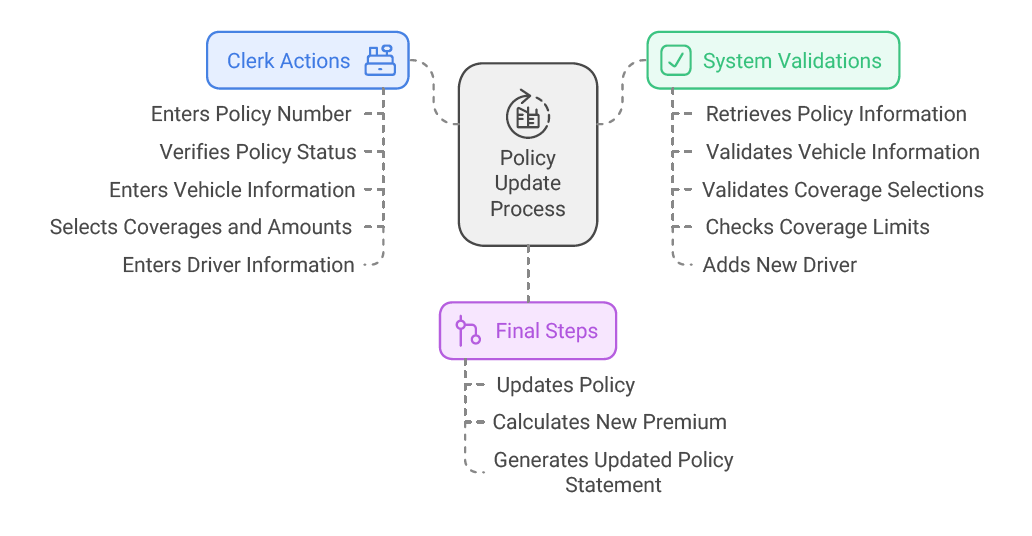 Clerk Actions
Enters Policy Number
Verifies Policy Status
Enters Vehicle Information
Selects Coverages and Amounts
Enters Driver Information
Policy
Update
Process
System Validations
Retrieves Policy Information
Validates Vehicle Information
Validates Coverage Selections
Checks Coverage Limits
Adds New Driver
Final Steps
Updates Policy
Calculates New Premium
Generates Updated Policy
Statement